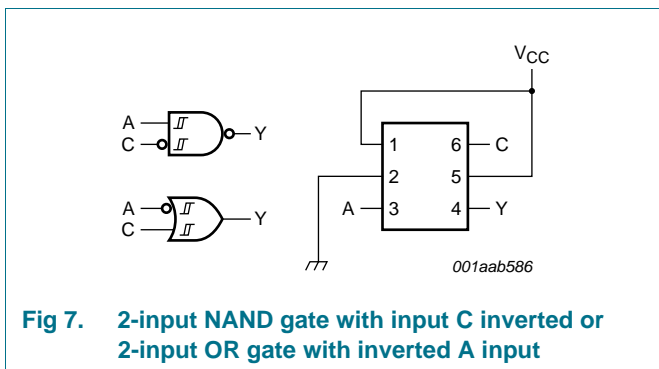 VCC
A
C
Y
A
C
Y
1
6
C
2
5
A
3
4
Y
001aab586
Fig 7. 2-input NAND gate with input C inverted or
2-input OR gate with inverted A input